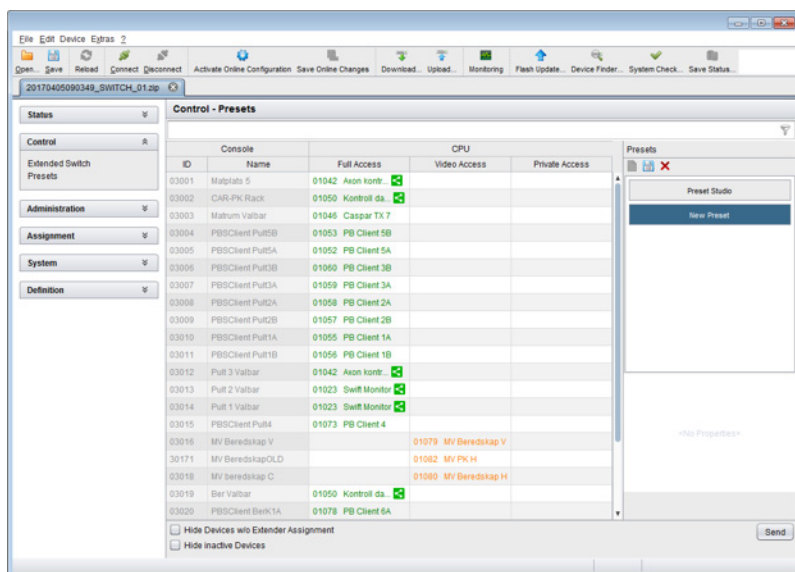 File Edit Device Extras ?
Open... Save Reload Connect Disconnect Activate Online Configuration Save Online Changes Download... Upload... Monitoring Flash Update... Device Finder... System Check... Save Status...
20170405090349_SWITCH_01.zip
Status
Control
Extended Switch
Presets
Administration
Assignment
System
Definition
Control - Presets
Console CPU
ID Name Full Access Video Access Private Access
03001 Matplats 5 01042 Axon kontr...
03002 CAR-PK Rack 01050 Kontroll da...
03003 Matrum Valbar 01046 Caspar TX 7
03004 PBSClient Pult5B 01053 PB Client 5B
03005 PBSClient Pult5A 01052 PB Client 5A
03006 PBSClient Pult3B 01060 PB Client 3B
03007 PBSClient Pult3A 01059 PB Client 3A
03008 PBSClient Pult2A 01058 PB Client 2A
03009 PBSClient Pult2B 01057 PB Client 2B
03010 PBSClient Pult1A 01055 PB Client 1A
03011 PBSClient Pult1B 01056 PB Client 1B
03012 Pult 3 Valbar 01042 Axon kontr...
03013 Pult 2 Valbar 01023 Swift Monitor
03014 Pult 1 Valbar 01023 Swift Monitor
03015 PBSClient Pult4 01073 PB Client 4
03016 MV Beredskap V 01079 MV Beredskap V
30171 MV BeredskapOLD 01082 MV PK H
03018 MV beredskap C 01080 MV Beredskap H
03019 Ber Valbar 01050 Kontroll da...
03020 PBSClient BerK1A 01078 PB Client 6A
Hide Devices w/o Extender Assignment
Hide inactive Devices
Presets
Preset Studio
New Preset
<No Properties>
Send